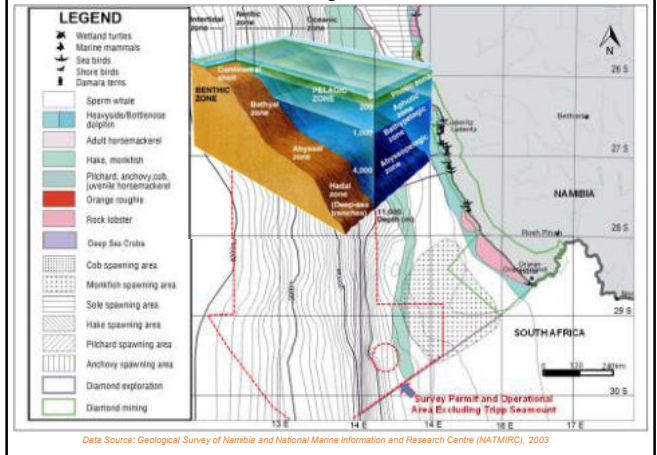 LEGEND
Wetland turtles
Marine mammals
Sea birds
Shore birds
Damara terns
Sperm whale
Heavyside/Bottlenose
dolphin
Adult horsemackerel
Hake, monkfish
Pilchard, anchovy,cob,
juvenile horsemackerel
Orange roughie
Rock lobster
Deep Sea Crabs
Cob spawning area
Monkfish spawning area
Sole spawning area
Hake spawning area
Pilchard spawning area
Anchovy spawning area
Diamond exploration
Diamond mining
Intertidal
zone
Neritic
zone
Oceanic
zone
Continental
shelf
BENTHIC
ZONE
PELAGIC
ZONE
Bathyal
zone
Abyssal
zone
Hadal
zone
(Deep-sea
trenches)
Photic zone
Aphotic
zone
Bathypelagic
zone
Abyssopelagic
zone
200
1,000
4,000
11,000
Depth (m)
N
26 S
27 S
28 S
29 S
30 S
Luderitz
Bethanie
NAMIBIA
Rosh Pinah
SOUTH AFRICA
0 120 240km
Survey Permit and Operational
Area Excluding Tripp Seamount
13 E
14 E
15 E
16 E
17 E
Data Source: Geological Survey of Namibia and National Marine Information and Research Centre (NATMIRC), 2003